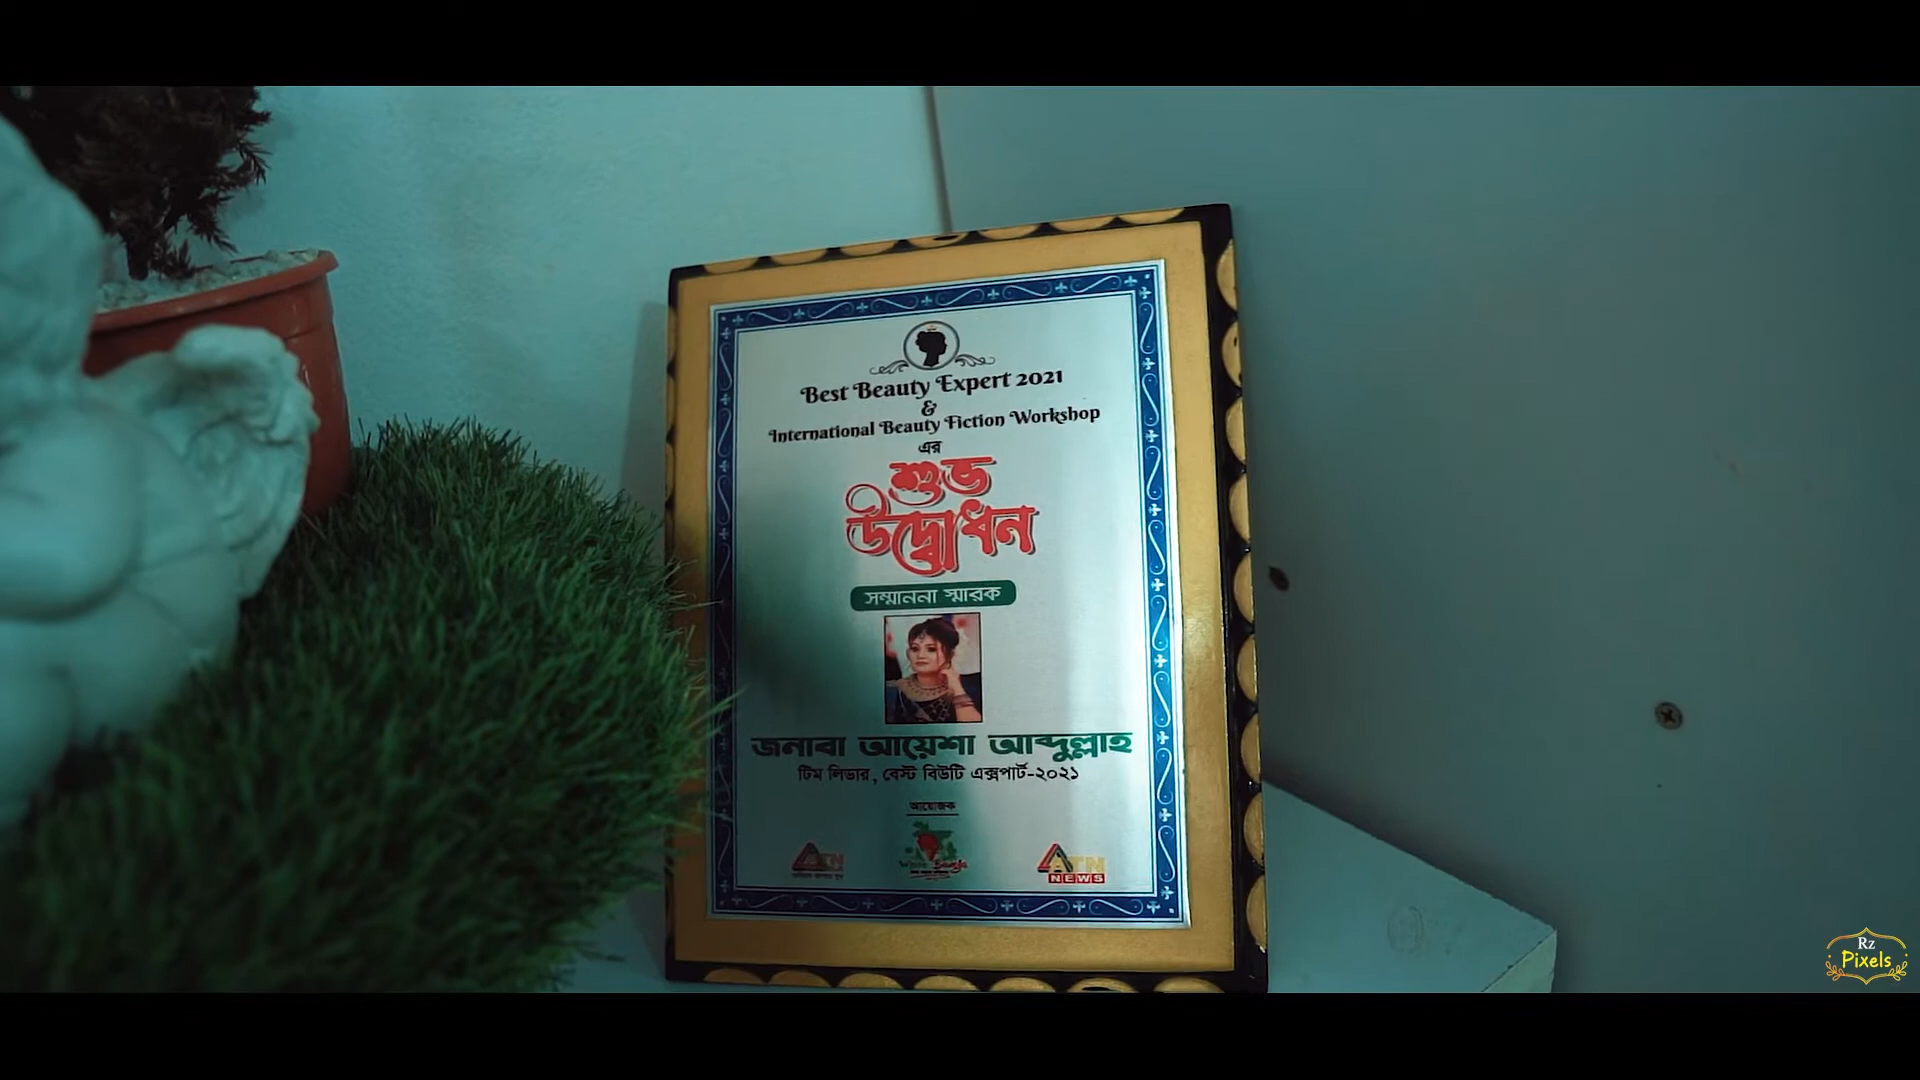 Best Beauty Expert 2021
&
International Beauty Fiction Workshop
এর
শুভ
উদ্বোধন
সম্মাননা স্মারক
জনাবা আয়েশা আব্দুল্লাহ
টিম লিডার, বেস্ট বিউটি এক্সপার্ট-২০২১
আয়োজক
ATN
ATN
NEWS
Rz
Pixels